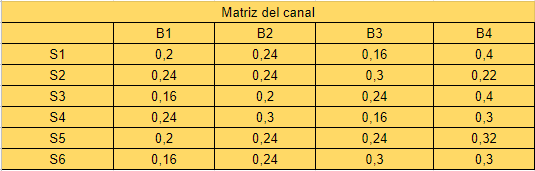 Matriz del canal
B1 B2 B3 B4
S1 0,2 0,24 0,16 0,4
S2 0,24 0,24 0,3 0,22
S3 0,16 0,2 0,24 0,4
S4 0,24 0,3 0,16 0,3
S5 0,2 0,24 0,24 0,32
S6 0,16 0,24 0,3 0,3